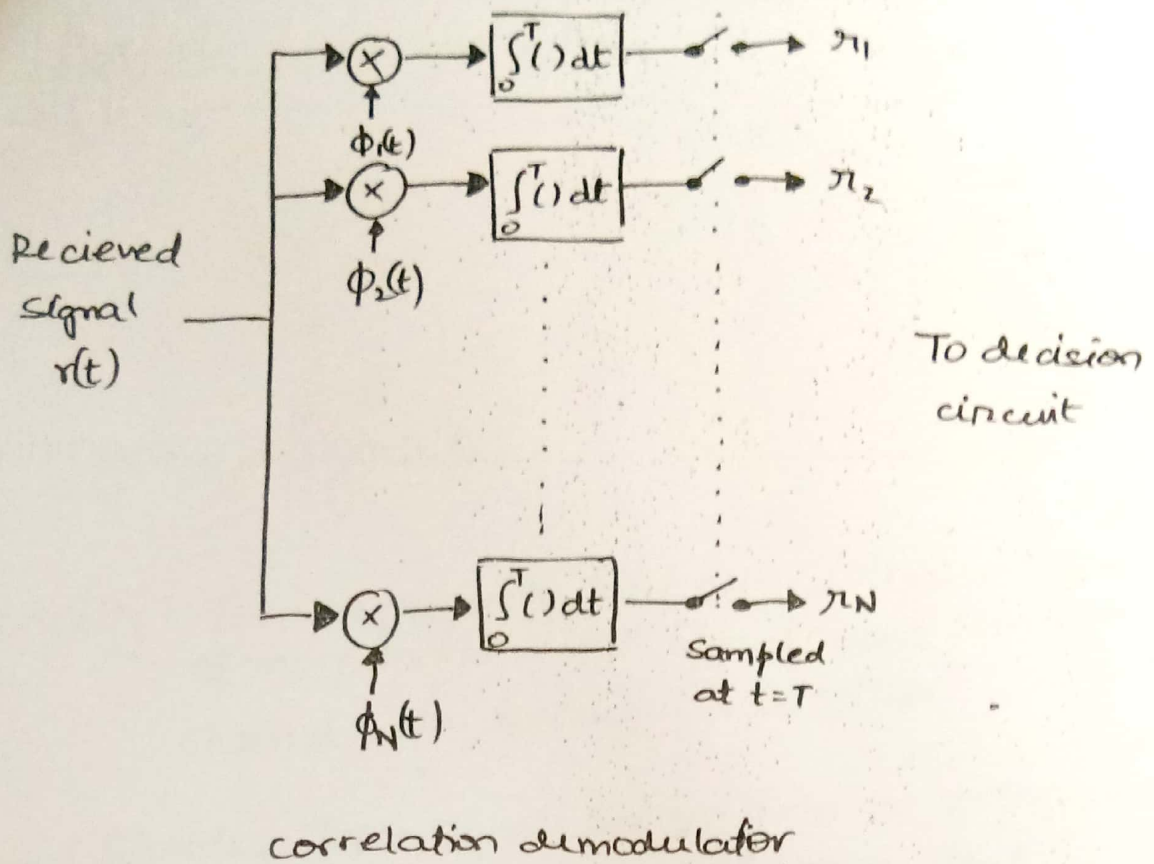 ∫₀ᵀ()dt
r₁
×
ϕ₁(t)
∫₀ᵀ()dt
r₂
×
ϕ₂(t)
Recieved
signal
r(t)
To decision
circuit
∫₀ᵀ()dt
rN
×
Sampled
at t=T
ϕN(t)
correlation demodulator